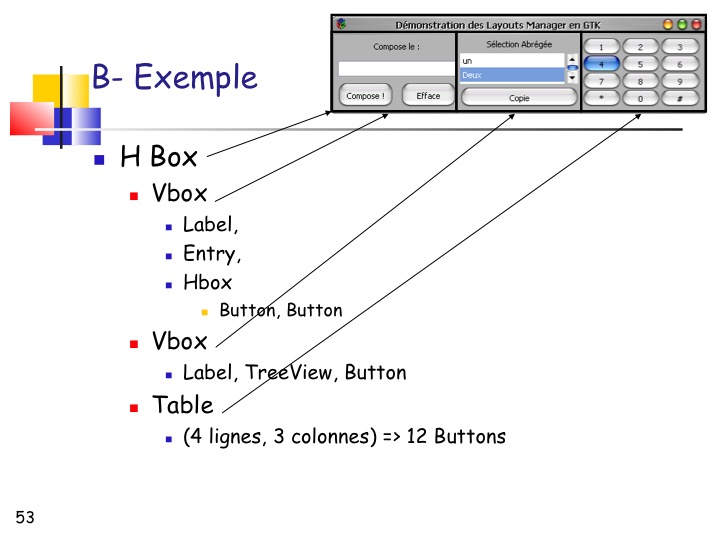 Démonstration des Layouts Manager en GTK
Compose le :
Compose !
Efface
Sélection Abrégée
un
Deux
Copie
1 2 3
4 5 6
7 8 9
* 0 #
B- Exemple
H Box
Vbox
Label,
Entry,
Hbox
Button, Button
Vbox
Label, TreeView, Button
Table
(4 lignes, 3 colonnes) => 12 Buttons
53